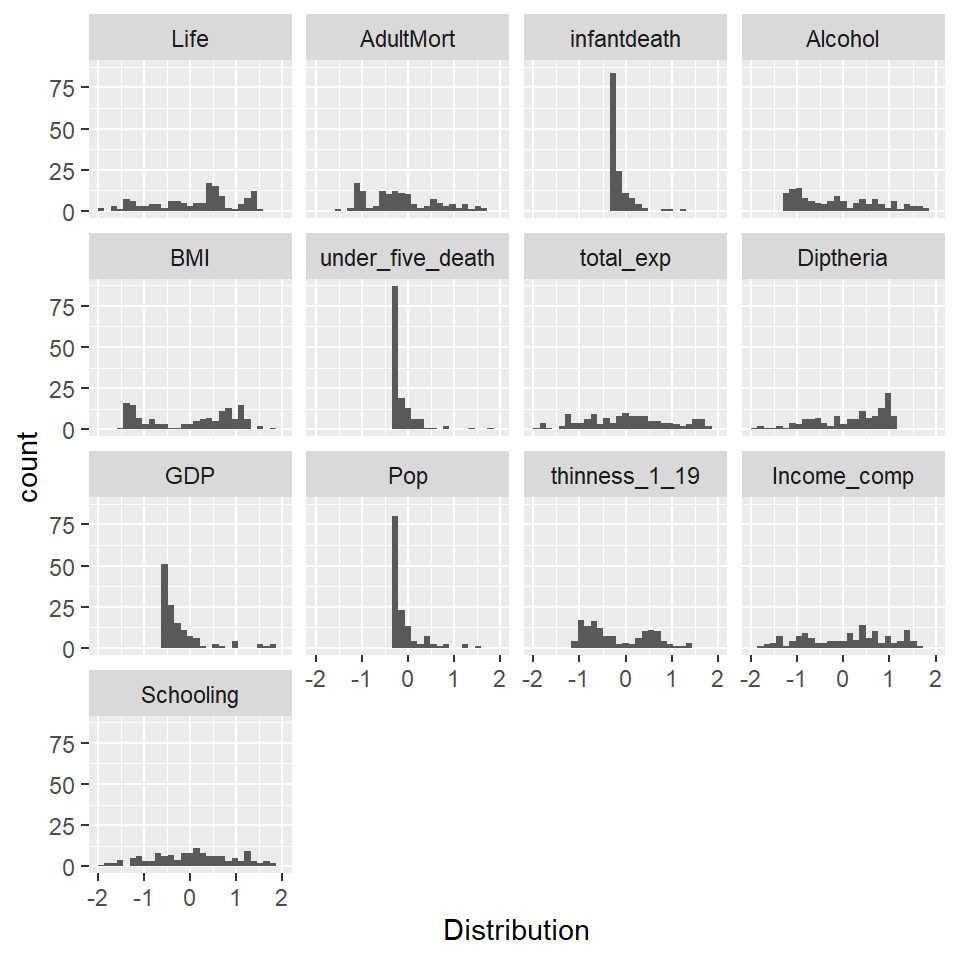 Life AdultMort infantdeath Alcohol
75
50
25
0
BMI under_five_death total_exp Diptheria
75
50
25
0
GDP Pop thinness_1_19 Income_comp
75
50
25
0
-2 -1 0 1 2 -2 -1 0 1 2 -2 -1 0 1 2
Schooling
75
50
25
0
-2 -1 0 1 2
count
Distribution